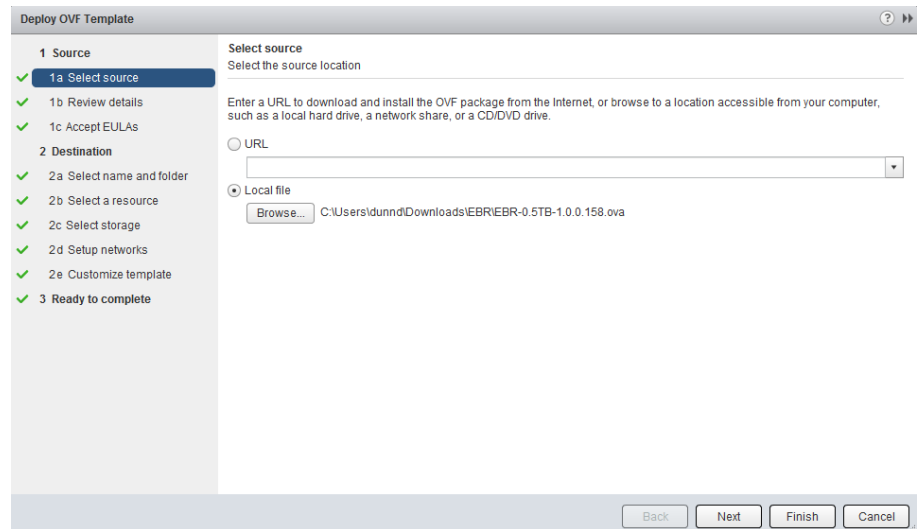 Deploy OVF Template
?
1 Source
1a Select source
1b Review details
1c Accept EULAs
2 Destination
2a Select name and folder
2b Select a resource
2c Select storage
2d Setup networks
2e Customize template
3 Ready to complete
Select source
Select the source location
Enter a URL to download and install the OVF package from the Internet, or browse to a location accessible from your computer,
such as a local hard drive, a network share, or a CD/DVD drive.
URL
Local file
Browse... C:\Users\dunnd\Downloads\EBR\EBR-0.5TB-1.0.0.158.ova
Back Next Finish Cancel